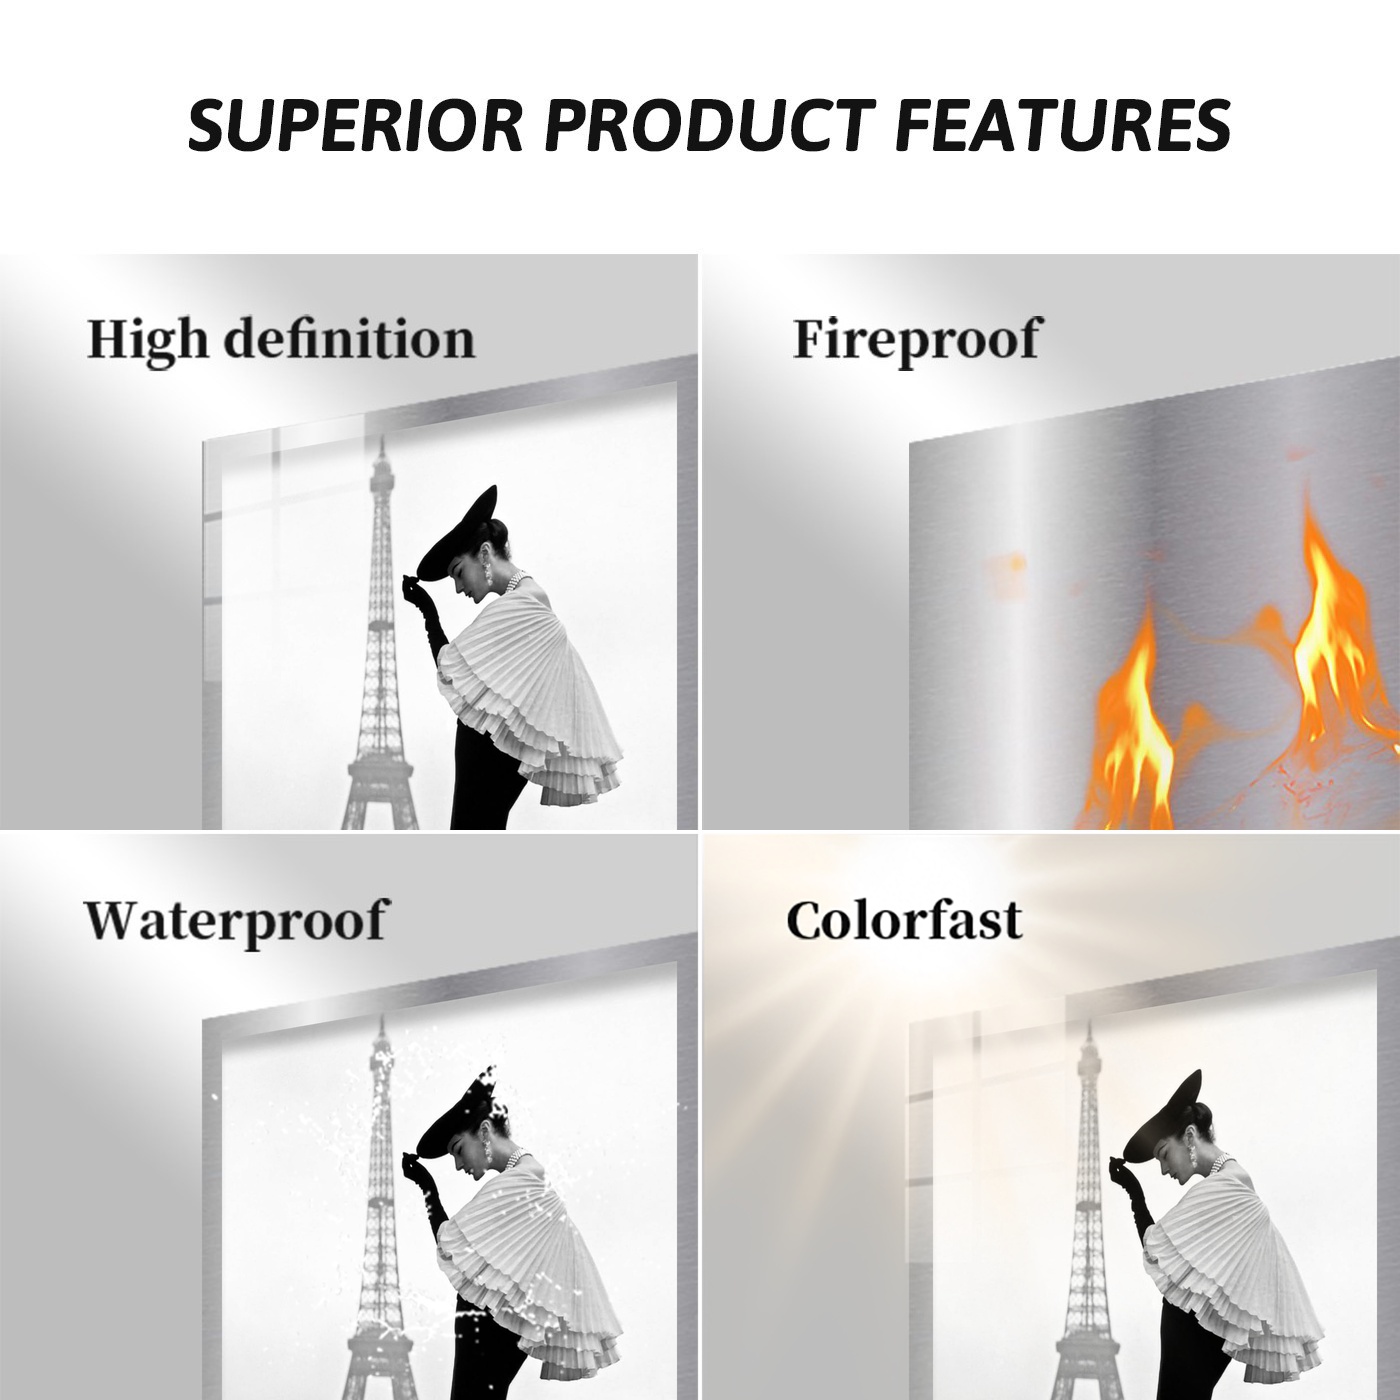 SUPERIOR PRODUCT FEATURES
High definition
Fireproof
Waterproof
Colorfast